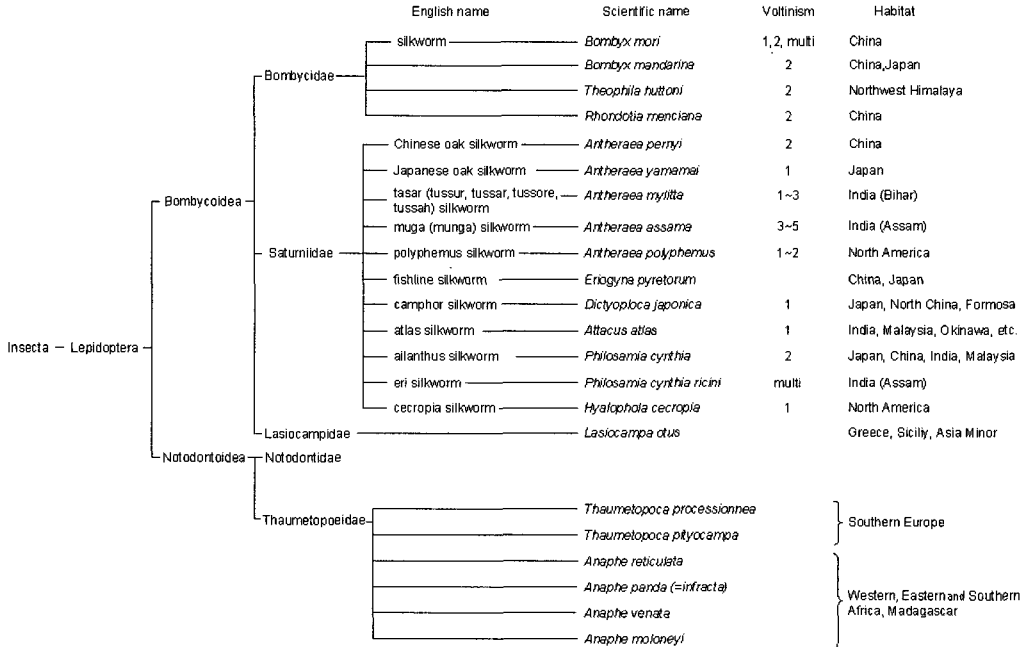 English name Scientific name Voltinism Habitat
silkworm Bombyx mori 1,2, multi China
Bombycidae Bombyx mandarina 2 China,Japan
Theophila huttoni 2 Northwest Himalaya
Rhondotia menciana 2 China
Chinese oak silkworm Antheraea pernyi 2 China
Japanese oak silkworm Antheraea yamamai 1 Japan
tasar (tussur, tussar, tussore, Antheraea mylitta 1~3 India (Bihar)
Bombycoidea tussah) silkworm
muga (munga) silkworm Antheraea assama 3~5 India (Assam)
Saturniidae polyphemus silkworm Antheraea polyphemus 1~2 North America
fishline silkworm Eriogyna pyretorum China, Japan
camphor silkworm Dictyoploca japonica 1 Japan, North China, Formosa
atlas silkworm Attacus atlas 1 India, Malaysia, Okinawa, etc.
Insecta Lepidoptera
ailanthus silkworm Philosamia cynthia 2 Japan, China, India, Malaysia
eri silkworm Philosamia cynthia ricini multi India (Assam)
cecropia silkworm Hyalophola cecropia 1 North America
Lasiocampidae Lasiocampa otus Greece, Siciliy, Asia Minor
Notodontoidea Notodontidae
Thaumetopoeidae Thaumetopoca processionnea
Southern Europe
Thaumetopoca pityocampa
Anaphe reticulata
Anaphe panda (=infracta) Western, Eastern and Southern
Africa, Madagascar
Anaphe venata
Anaphe moloneyi